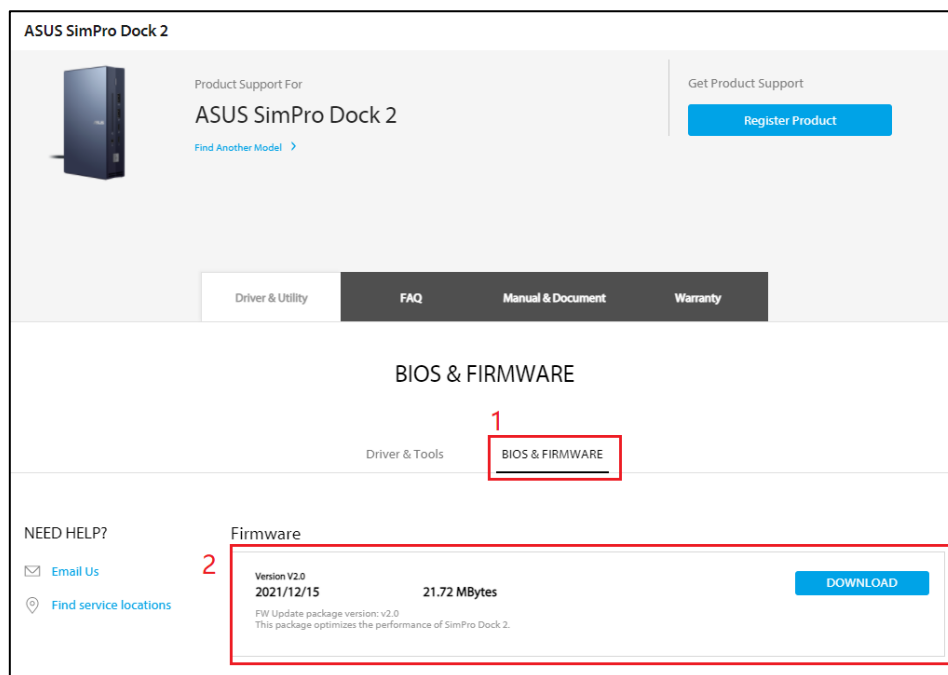 ASUS SimPro Dock 2
Product Support For
ASUS SimPro Dock 2
Find Another Model >
Get Product Support
Register Product
Driver & Utility
FAQ
Manual & Document
Warranty
BIOS & FIRMWARE
1
Driver & Tools
BIOS & FIRMWARE
NEED HELP?
Email Us
Find service locations
2
Firmware
Version V2.0
2021/12/15 21.72 MBytes
DOWNLOAD
FW Update package version: v2.0
This package optimizes the performance of SimPro Dock 2.